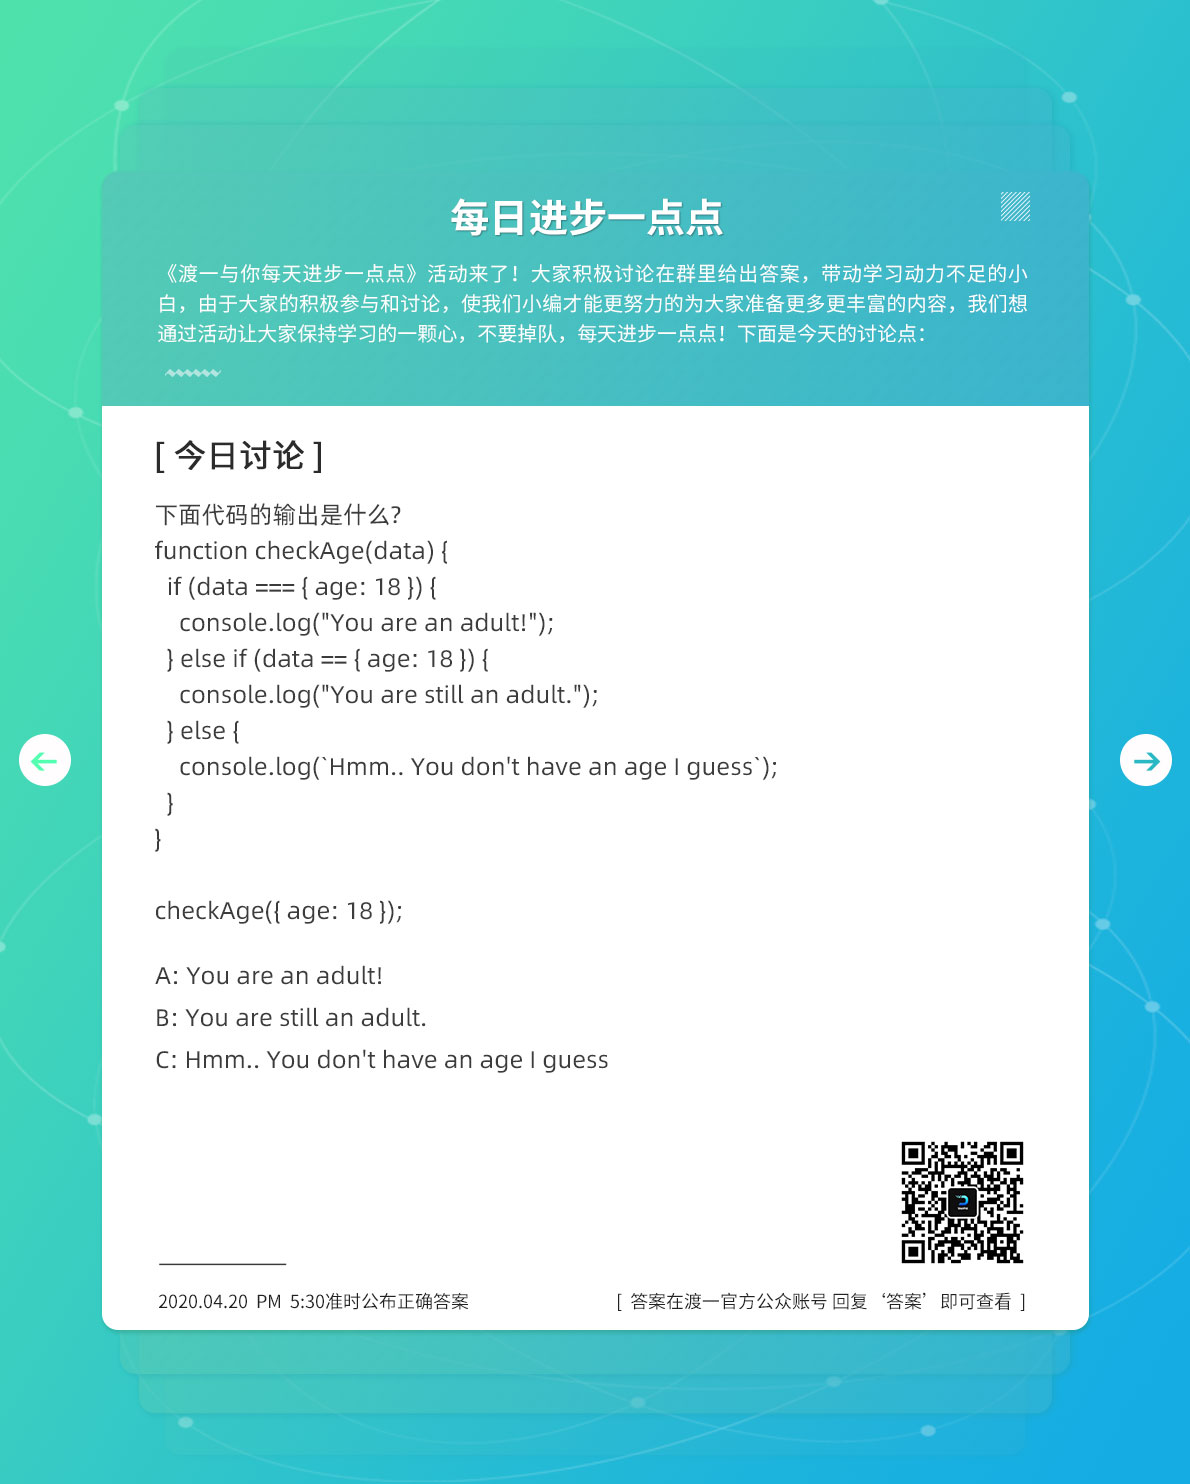 每日进步一点点
《渡一与你每天进步一点点》活动来了！大家积极讨论在群里给出答案，带动学习动力不足的小
白，由于大家的积极参与和讨论，使我们小编才能更努力的为大家准备更多更丰富的内容，我们想
通过活动让大家保持学习的一颗心，不要掉队，每天进步一点点！下面是今天的讨论点：
[ 今日讨论 ]
下面代码的输出是什么？
function checkAge(data) {
  if (data === { age: 18 }) {
    console.log("You are an adult!");
  } else if (data == { age: 18 }) {
    console.log("You are still an adult.");
  } else {
    console.log(`Hmm.. You don't have an age I guess`);
  }
}
checkAge({ age: 18 });
A: You are an adult!
B: You are still an adult.
C: Hmm.. You don't have an age I guess
2020.04.20 PM 5:30准时公布正确答案
[ 答案在渡一官方公众账号 回复 ‘答案’ 即可查看 ]